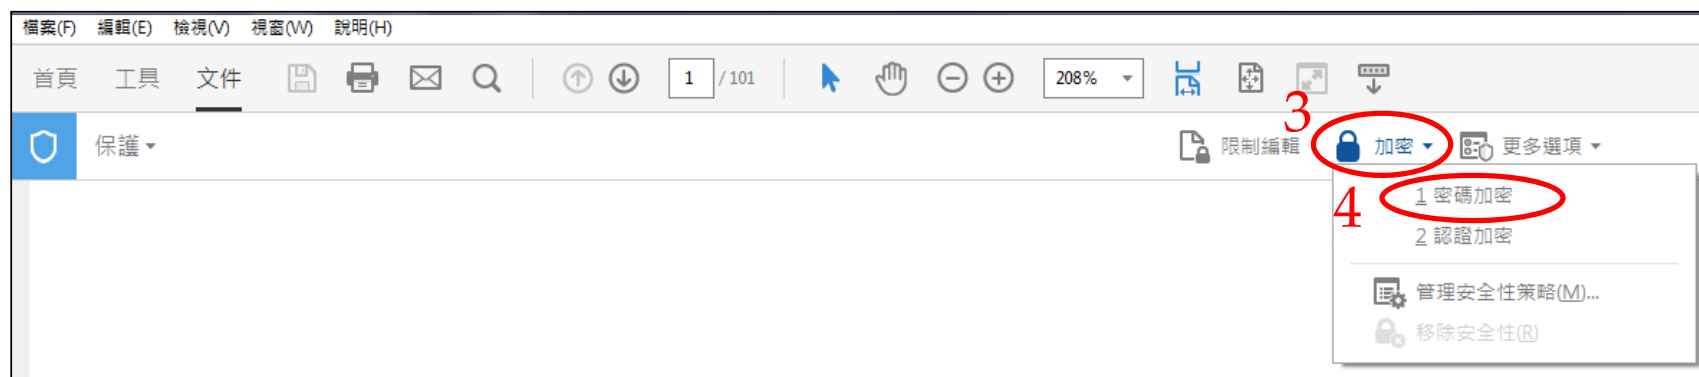 檔案(F) 編輯(E) 檢視(V) 視窗(W) 說明(H)
首頁 工具 文件 1 / 101 208%
保護 限制編輯 3 加密 更多選項
4 1 密碼加密
2 認證加密
管理安全性策略(M)...
移除安全性(R)